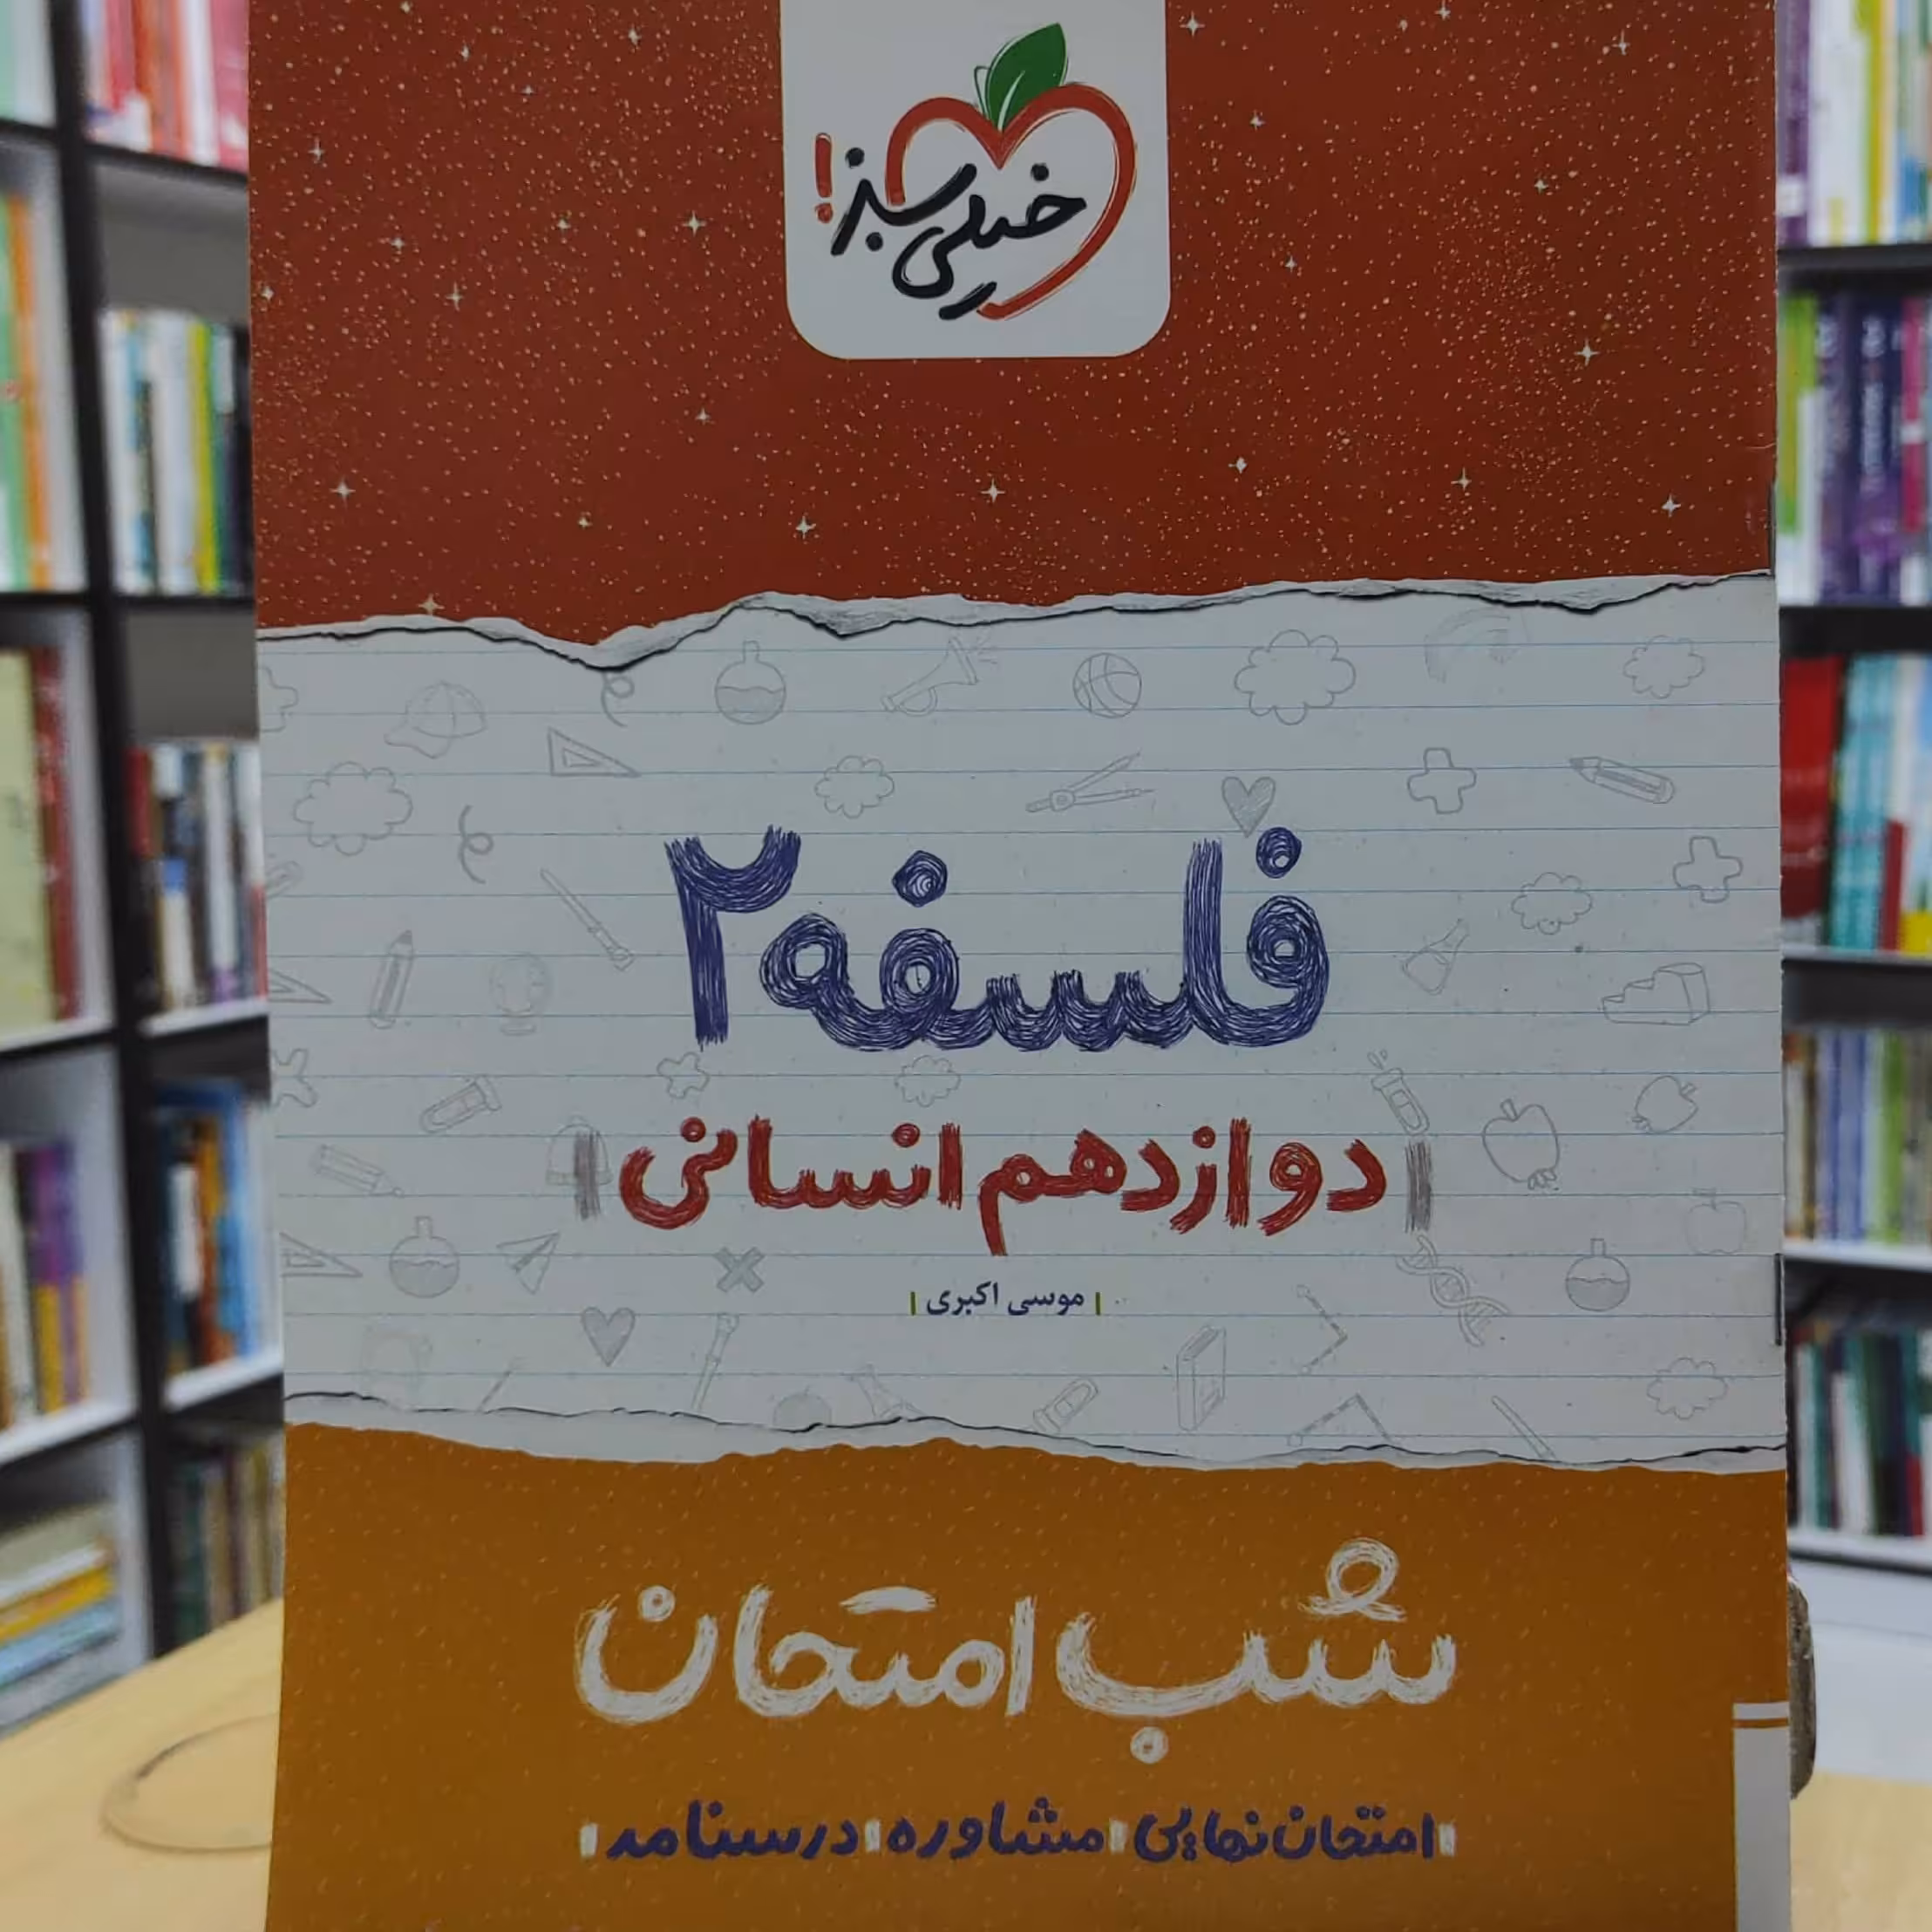 خیلی سبز!
فلسفه ۲
| دوازدهم انسانی |
| موسی اکبری |
شب امتحان
| امتحان نهایی | مشاوره | درسنامه |